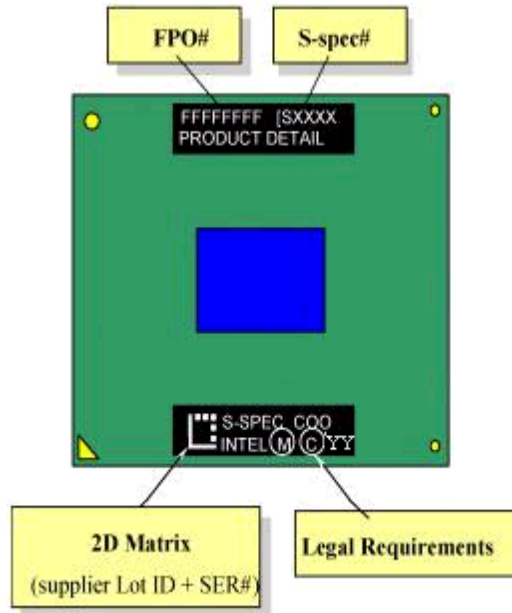 FPO#
S-spec#
FFFFFFFF [SXXXX
PRODUCT DETAIL
S-SPEC COO
INTEL M C YY
2D Matrix
(supplier Lot ID + SER#)
Legal Requirements